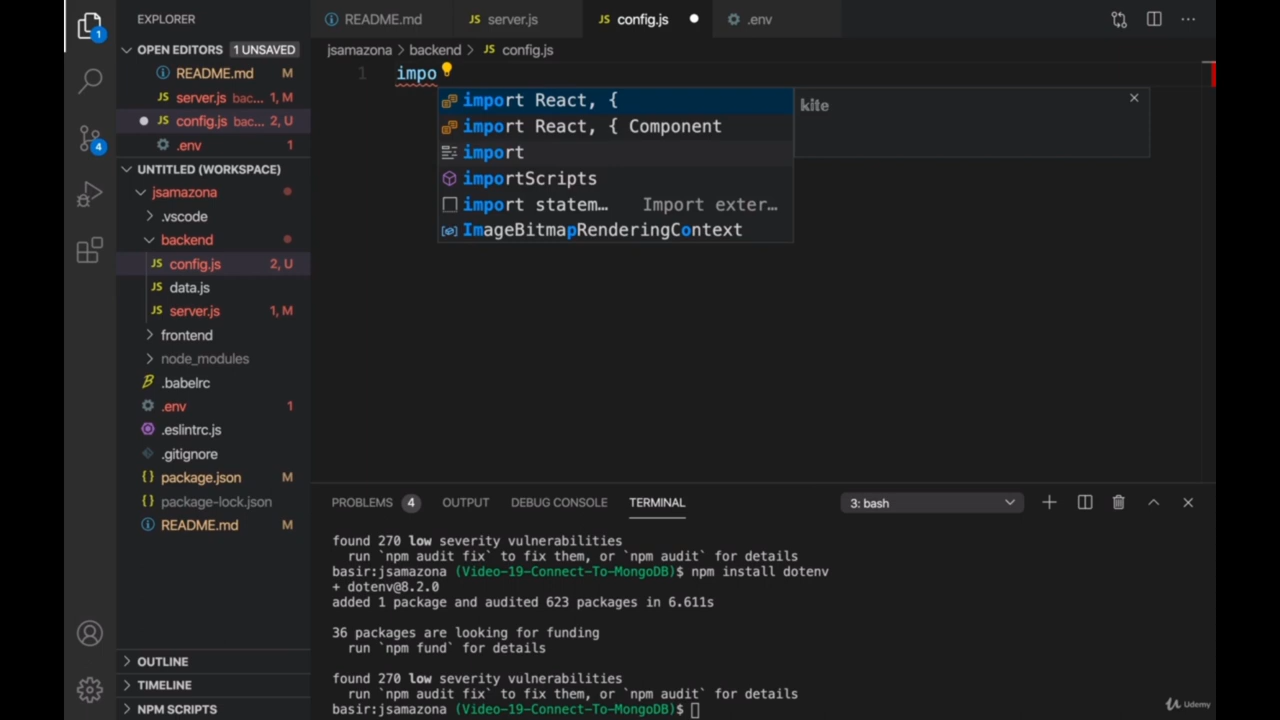 EXPLORER
README.md
JS server.js
JS config.js
.env
OPEN EDITORS 1 UNSAVED
jsamazona > backend > JS config.js
README.md M
1 impo
JS server.js bac... 1, M
import React, {
kite
JS config.js bac... 2, U
import React, { Component
.env 1
import
UNTITLED (WORKSPACE)
importScripts
jsamazona
import statem… Import exter…
.vscode
ImageBitmapRenderingContext
backend
JS config.js 2, U
JS data.js
JS server.js 1, M
frontend
node_modules
.babelrc
.env 1
.eslintrc.js
.gitignore
{} package.json M
{} package-lock.json
README.md M
PROBLEMS 4 OUTPUT DEBUG CONSOLE TERMINAL 3: bash
found 270 low severity vulnerabilities
run `npm audit fix` to fix them, or `npm audit` for details
basir:jsamazona (Video-19-Connect-To-MongoDB)$ npm install dotenv
+ dotenv@8.2.0
added 1 package and audited 623 packages in 6.611s
36 packages are looking for funding
run `npm fund` for details
found 270 low severity vulnerabilities
run `npm audit fix` to fix them, or `npm audit` for details
basir:jsamazona (Video-19-Connect-To-MongoDB)$
OUTLINE
TIMELINE
NPM SCRIPTS
1
4
Udemy